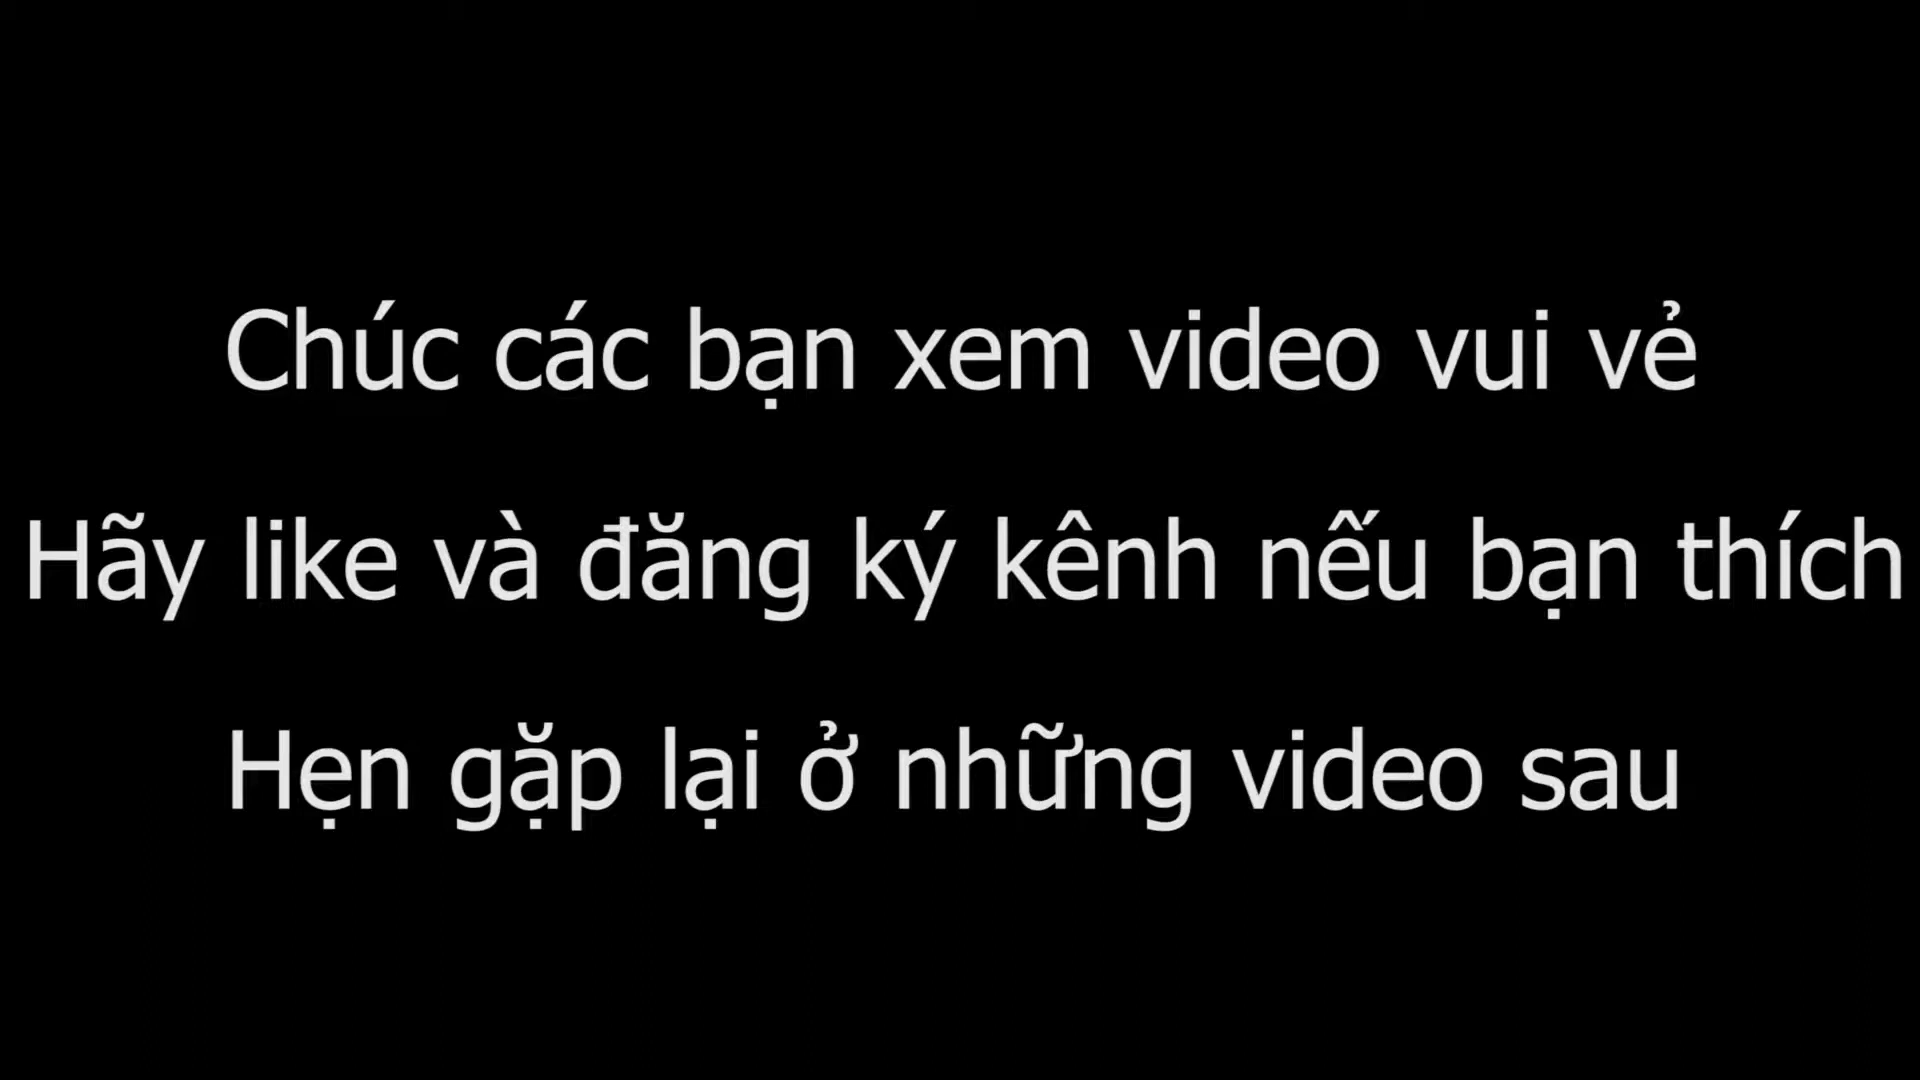 Chúc các bạn xem video vui vẻ
Hãy like và đăng ký kênh nếu bạn thích
Hẹn gặp lại ở những video sau